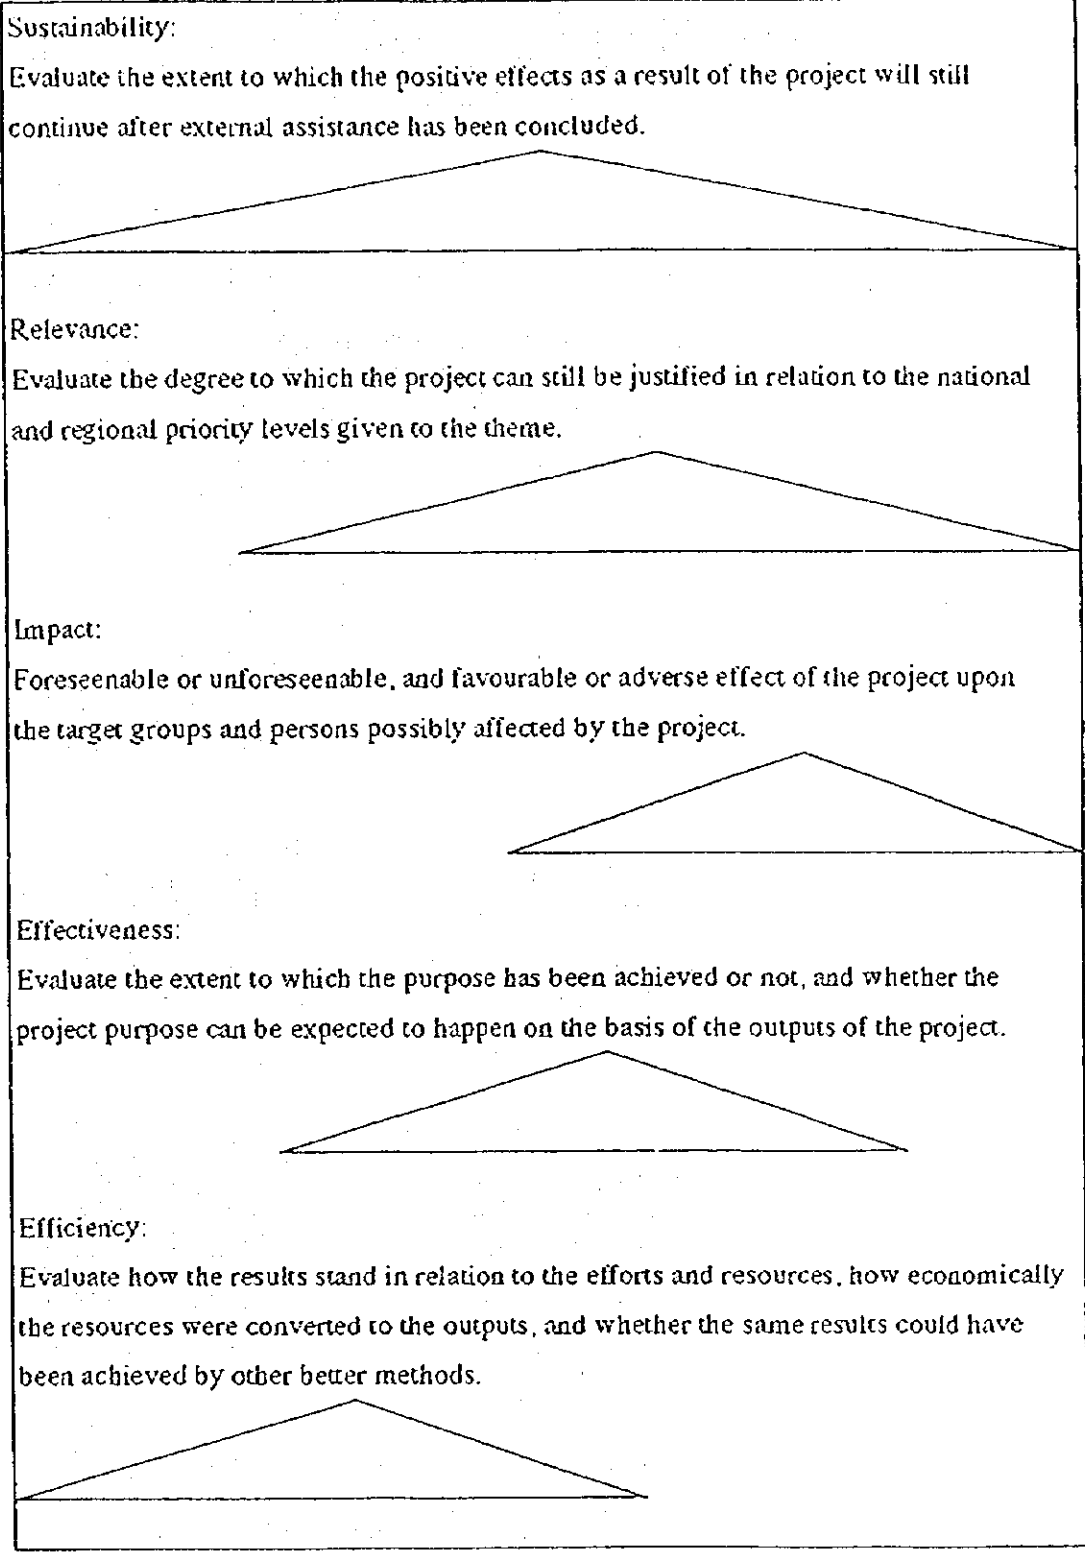 Sustainability:
Evaluate the extent to which the positive effects as a result of the project will still
continue after external assistance has been concluded.
Relevance:
Evaluate the degree to which the project can still be justified in relation to the national
and regional priority levels given to the theme.
Impact:
Foreseenable or unforeseenable, and favourable or adverse effect of the project upon
the target groups and persons possibly affected by the project.
Effectiveness:
Evaluate the extent to which the purpose has been achieved or not, and whether the
project purpose can be expected to happen on the basis of the outputs of the project.
Efficiency:
Evaluate how the results stand in relation to the efforts and resources, how economically
the resources were converted to the outputs, and whether the same results could have
been achieved by other better methods.